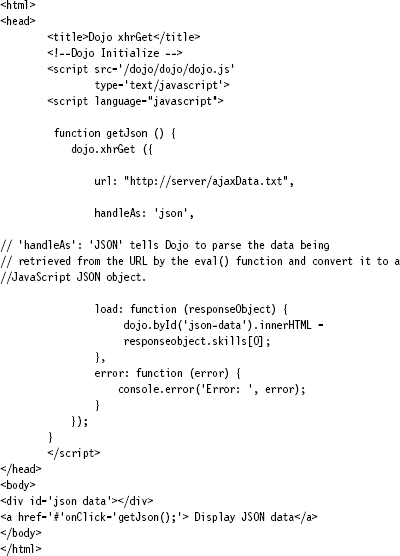 <html>
<head>
<title>Dojo xhrGet</title>
<!--Dojo Initialize -->
<script src='/dojo/dojo/dojo.js'
type='text/javascript'>
<script language="javascript">
function getJson () {
dojo.xhrGet ({
url: "http://server/ajaxData.txt",
handleAs: 'json',
// 'handleAs': 'JSON' tells Dojo to parse the data being
// retrieved from the URL by the eval() function and convert it to a
//JavaScript JSON object.
load: function (responseObject) {
dojo.byId('json-data').innerHTML -
responseobject.skills[0];
},
error: function (error) {
console.error('Error: ', error);
}
});
}
</script>
</head>
<body>
<div id='json data'></div>
<a href='#'onClick='getJson();'> Display JSON data</a>
</body>
</html>